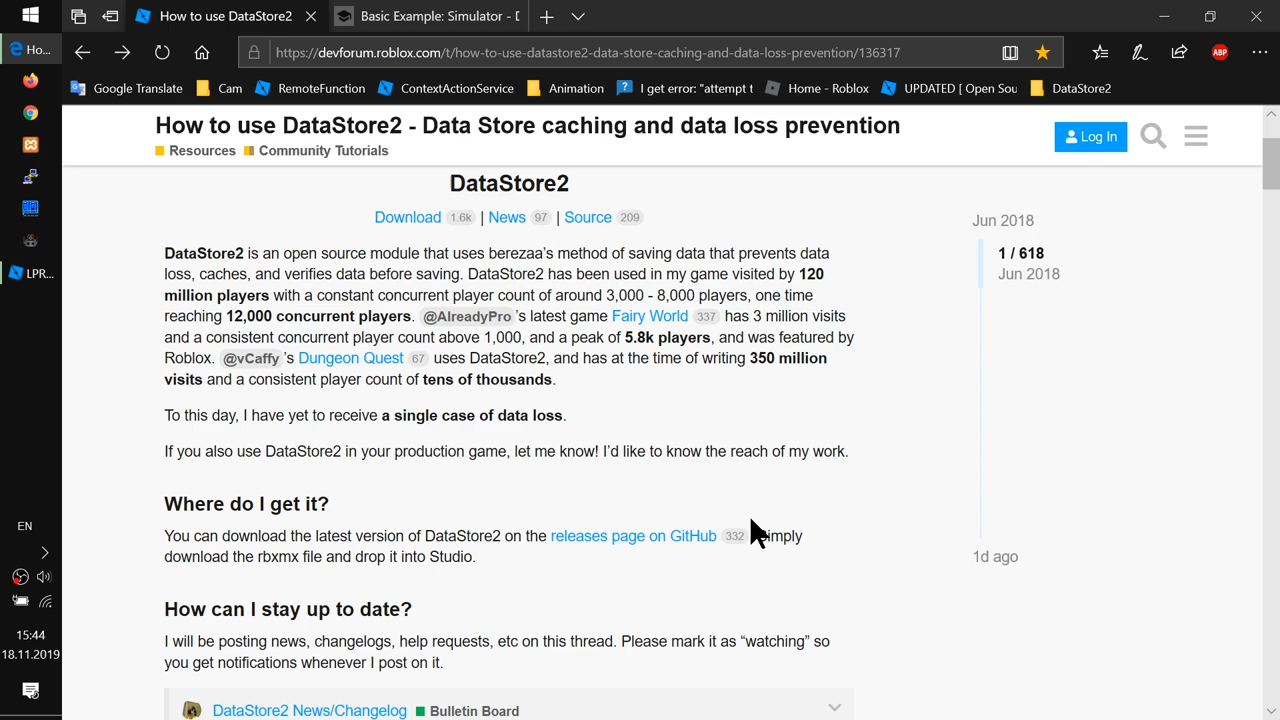 How to use DataStore2
Basic Example: Simulator - D
https://devforum.roblox.com/t/how-to-use-datastore2-data-store-caching-and-data-loss-prevention/136317
ABP
Google Translate
Cam
RemoteFunction
ContextActionService
Animation
I get error: "attempt t
Home - Roblox
UPDATED [ Open Sou
DataStore2
Ho...
LPR...
EN
15:44
18.11.2019
How to use DataStore2 - Data Store caching and data loss prevention
Resources Community Tutorials
Log In
DataStore2
Download 1.6k | News 97 | Source 209
DataStore2 is an open source module that uses berezaa's method of saving data that prevents data
loss, caches, and verifies data before saving. DataStore2 has been used in my game visited by 120
million players with a constant concurrent player count of around 3,000 - 8,000 players, one time
reaching 12,000 concurrent players. @AlreadyPro 's latest game Fairy World 337 has 3 million visits
and a consistent concurrent player count above 1,000, and a peak of 5.8k players, and was featured by
Roblox. @vCaffy 's Dungeon Quest 67 uses DataStore2, and has at the time of writing 350 million
visits and a consistent player count of tens of thousands.
To this day, I have yet to receive a single case of data loss.
If you also use DataStore2 in your production game, let me know! I'd like to know the reach of my work.
Where do I get it?
You can download the latest version of DataStore2 on the releases page on GitHub 332 Simply
download the rbxmx file and drop it into Studio.
How can I stay up to date?
I will be posting news, changelogs, help requests, etc on this thread. Please mark it as “watching” so
you get notifications whenever I post on it.
DataStore2 News/Changelog Bulletin Board
Jun 2018
1 / 618
Jun 2018
1d ago